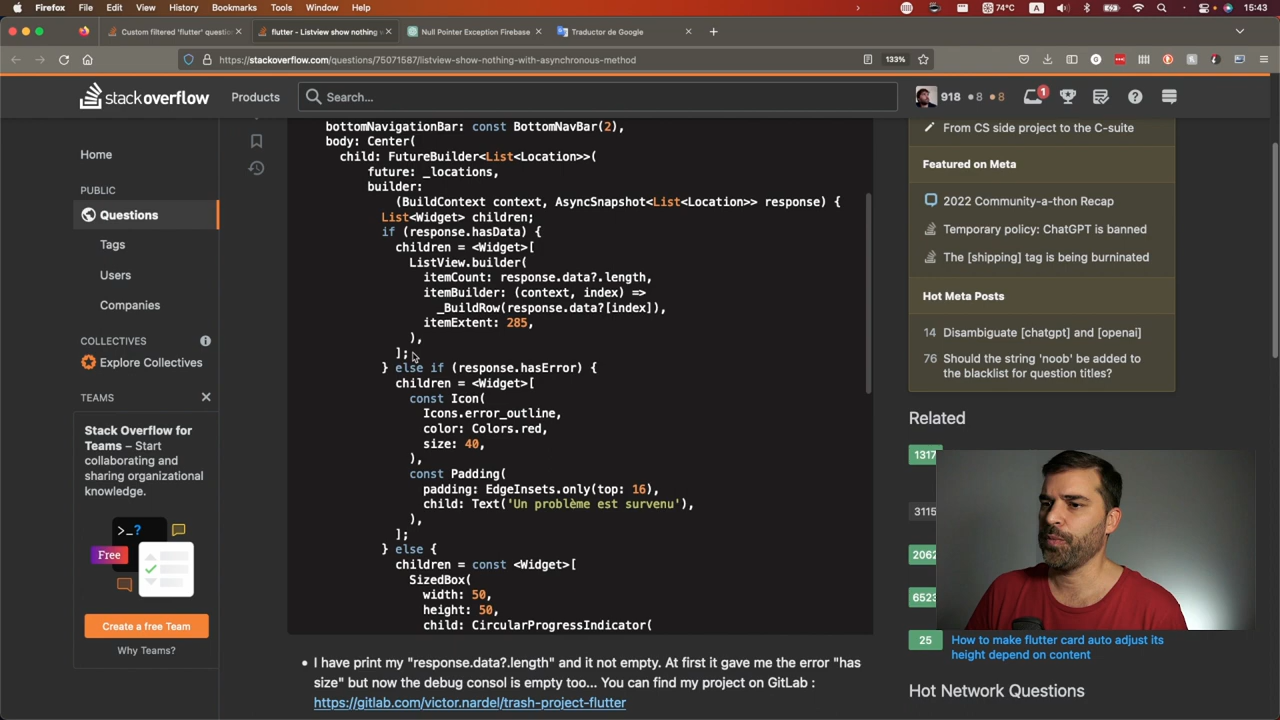 Firefox File Edit View History Bookmarks Tools Window Help
74°C A 15:43
Custom filtered 'flutter' questi
flutter - Listview show nothing
Null Pointer Exception Firebase
Traductor de Google
https://stackoverflow.com/questions/75071587/listview-show-nothing-with-asynchronous-method
133%
stackoverflow
Products
Search...
918 8 8
1
Home
PUBLIC
Questions
Tags
Users
Companies
COLLECTIVES
Explore Collectives
TEAMS
Stack Overflow for
Teams – Start
collaborating and
sharing organizational
knowledge.
>_?
Free
Create a free Team
Why Teams?
bottomNavigationBar: const BottomNavBar(2),
body: Center(
child: FutureBuilder<List<Location>>(
future: _locations,
builder:
(BuildContext context, AsyncSnapshot<List<Location>> response) {
List<Widget> children;
if (response.hasData) {
children = <Widget>[
ListView.builder(
itemCount: response.data?.length,
itemBuilder: (context, index) =>
_BuildRow(response.data?[index]),
itemExtent: 285,
),
];
} else if (response.hasError) {
children = <Widget>[
const Icon(
Icons.error_outline,
color: Colors.red,
size: 40,
),
const Padding(
padding: EdgeInsets.only(top: 16),
child: Text('Un problème est survenu'),
),
];
} else {
children = const <Widget>[
SizedBox(
width: 50,
height: 50,
child: CircularProgressIndicator(
I have print my "response.data?.length" and it not empty. At first it gave me the error "has
size" but now the debug consol is empty too... You can find my project on GitLab :
https://gitlab.com/victor.nardel/trash-project-flutter
From CS side project to the C-suite
Featured on Meta
2022 Community-a-thon Recap
Temporary policy: ChatGPT is banned
The [shipping] tag is being burninated
Hot Meta Posts
14 Disambiguate [chatgpt] and [openai]
76 Should the string 'noob' be added to
the blacklist for question titles?
Related
1317
3115
2062
6523
25 How to make flutter card auto adjust its
height depend on content
Hot Network Questions